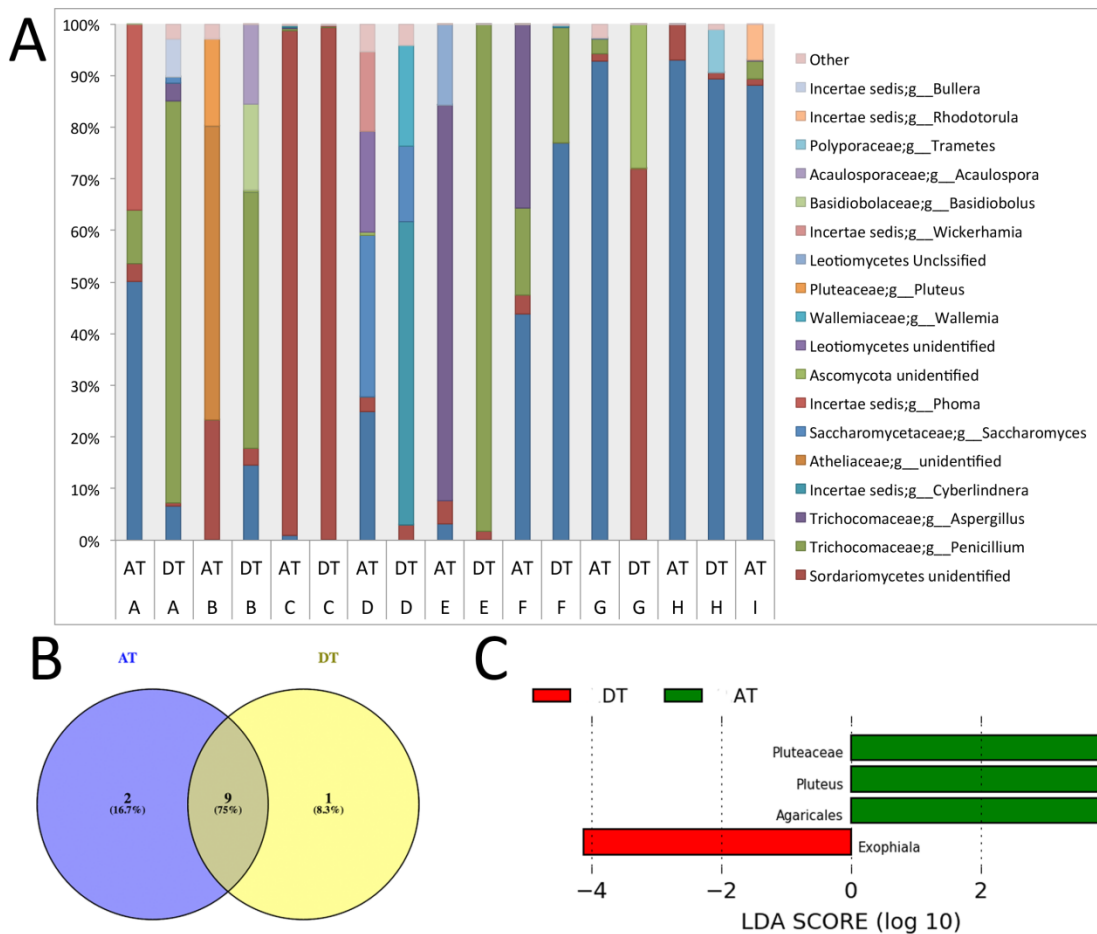 A
100%
90%
80%
70%
60%
50%
40%
30%
20%
10%
0%
AT DT AT DT AT DT AT DT AT DT AT DT AT DT AT DT AT
A A B B C C D D E E F F G G H H I
Other
Incertae sedis;g__Bullera
Incertae sedis;g__Rhodotorula
Polyporaceae;g__Trametes
Acaulosporaceae;g__Acaulospora
Basidiobolaceae;g__Basidiobolus
Incertae sedis;g__Wickerhamia
Leotiomycetes Unclssified
Pluteaceae;g__Pluteus
Wallemiaceae;g__Wallemia
Leotiomycetes unidentified
Ascomycota unidentified
Incertae sedis;g__Phoma
Saccharomycetaceae;g__Saccharomyces
Atheliaceae;g__unidentified
Incertae sedis;g__Cyberlindnera
Trichocomaceae;g__Aspergillus
Trichocomaceae;g__Penicillium
Sordariomycetes unidentified
B
AT DT
2 9 1
(16.7%) (75%) (8.3%)
C
DT AT
Pluteaceae
Pluteus
Agaricales
Exophiala
−4 −2 0 2
LDA SCORE (log 10)